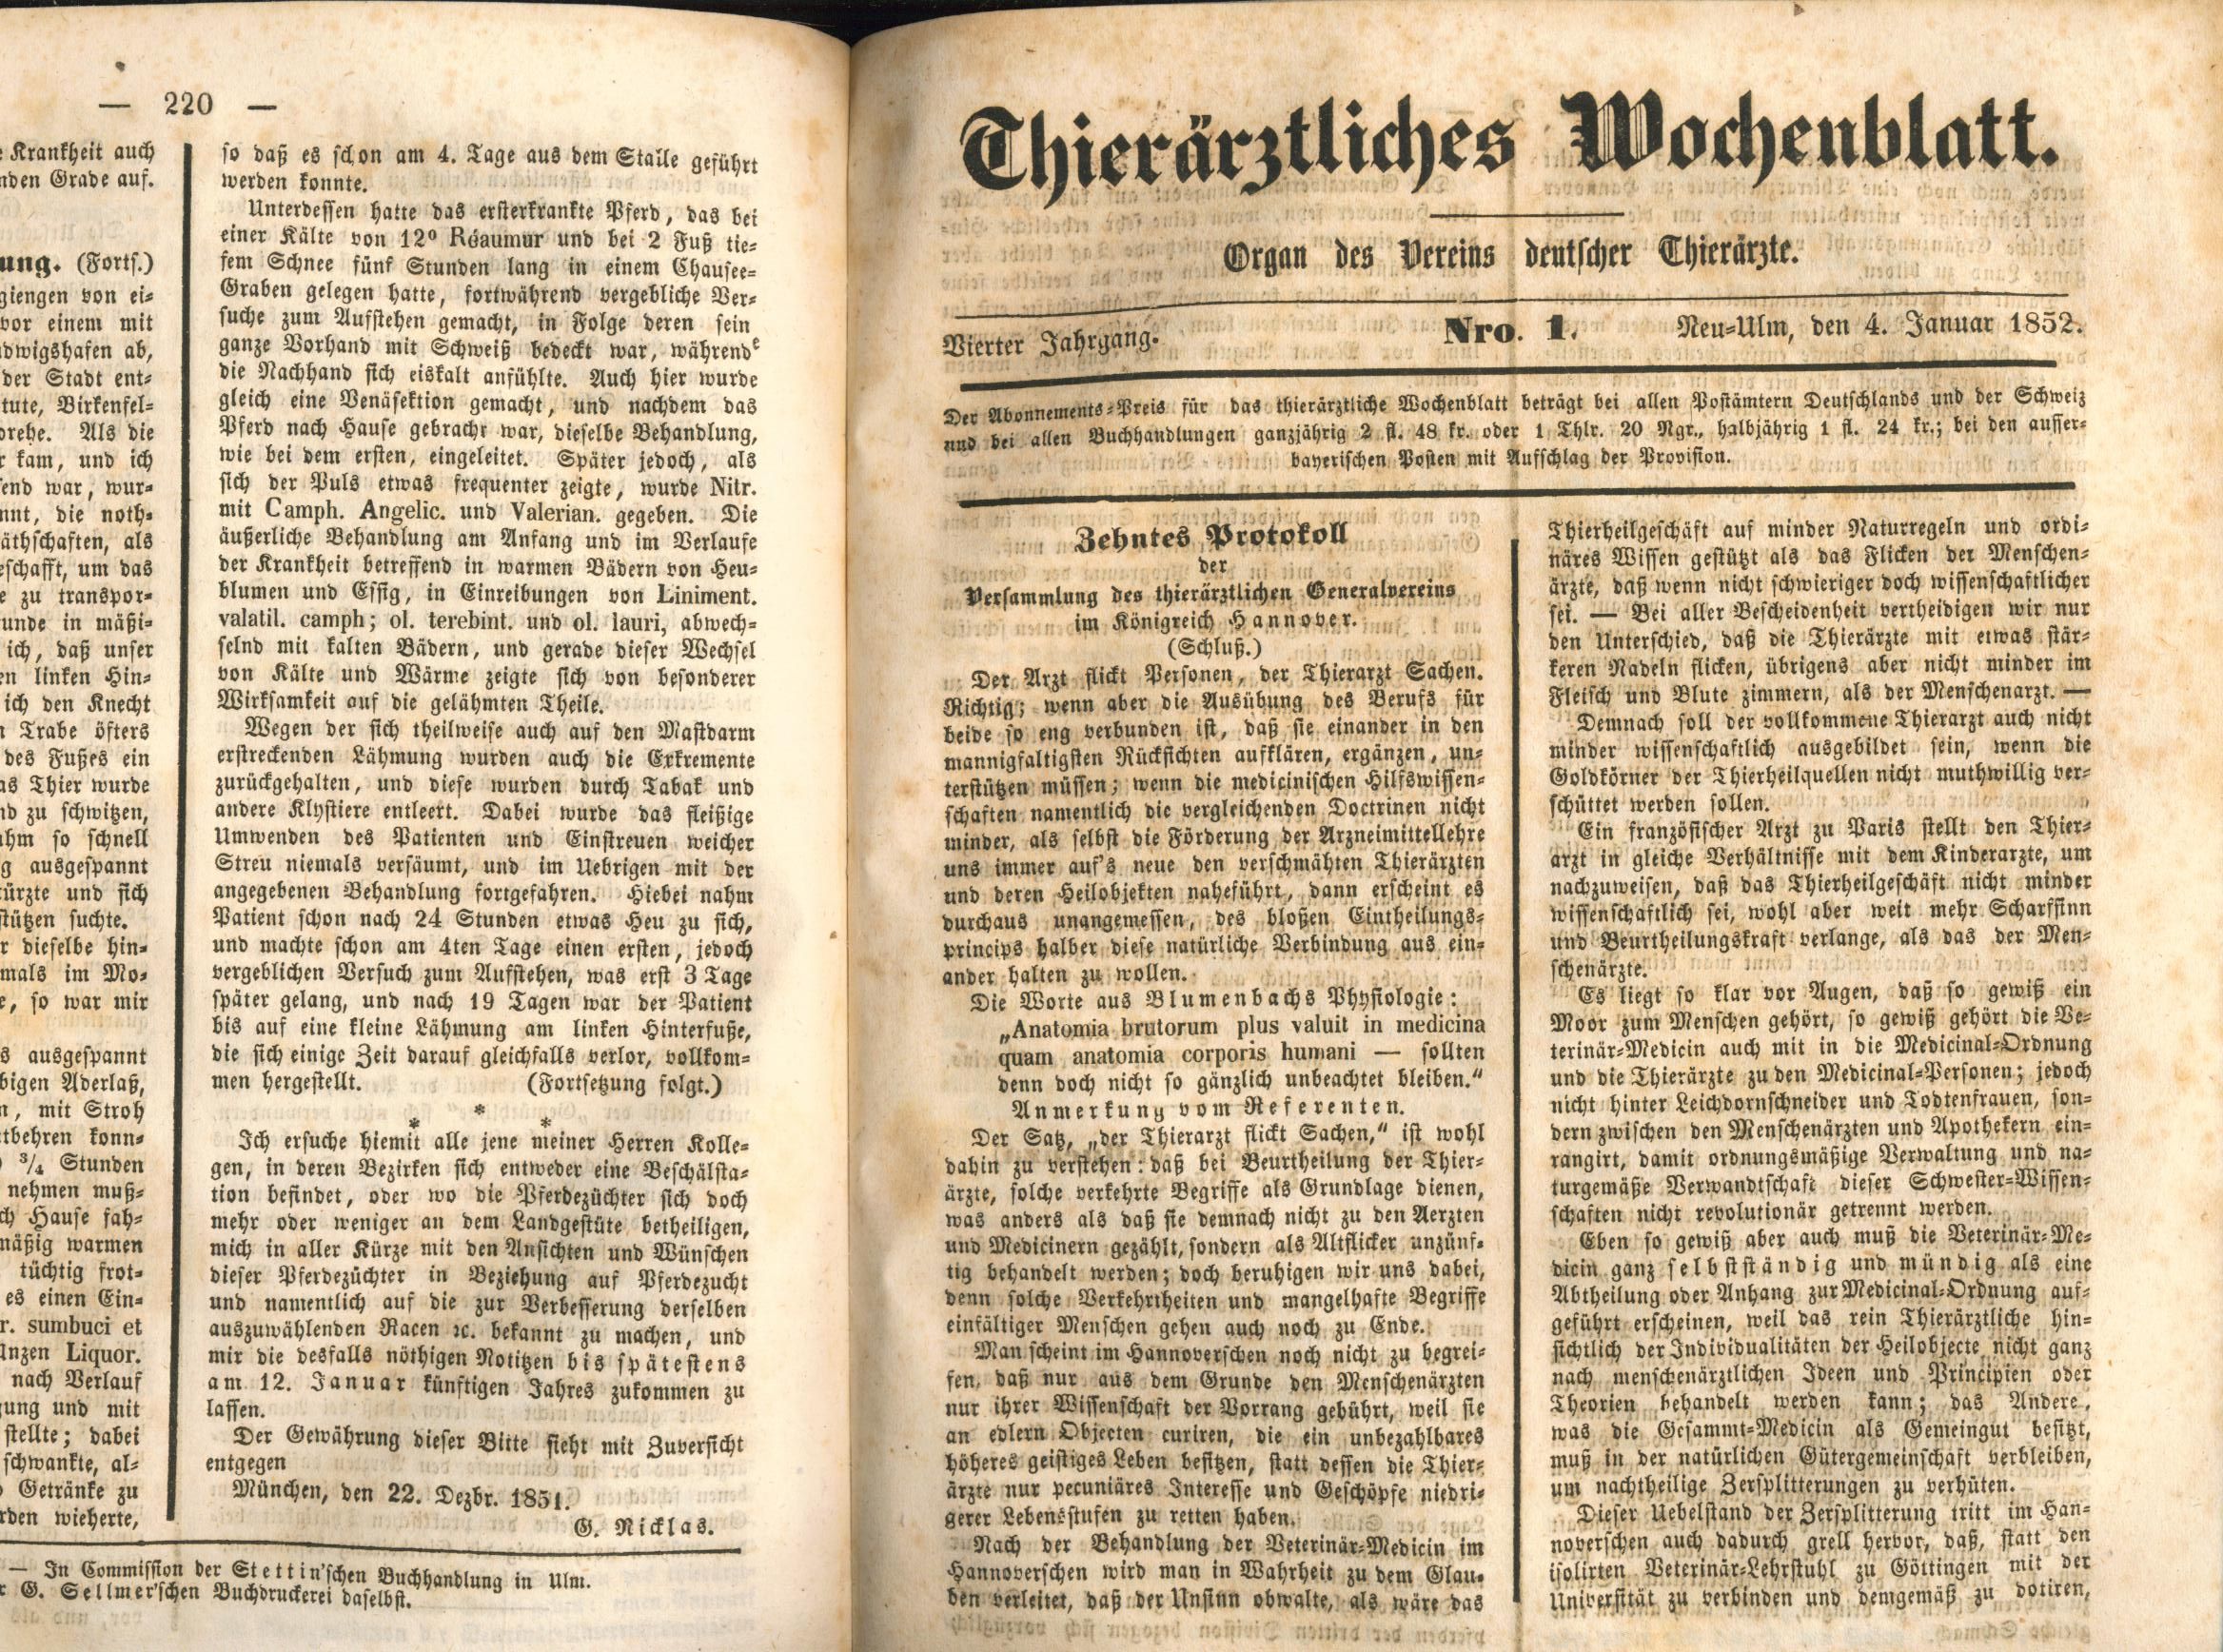 — 220 —
Krankheit auch
nden Grade auf.
ung. (Forts.)
giengen von ei-
vor einem mit
dwigshafen ab,
der Stadt ent-
tute, Birkenfel-
orehe. Als die
r kam, und ich
end war, wur-
nnt, die noth-
äthschaften, als
eschafft, um das
e zu transpor-
unde in mäßi-
ich, daß unser
en linken Hin-
ich den Knecht
n Trabe öfters
des Fußes ein
as Thier wurde
nd zu schwitzen,
ahm so schnell
g ausgespannt
türzte und sich
stützen suchte.
r dieselbe hin-
mals im Mo-
e, so war mir
s ausgespannt
bigen Aderlaß,
n, mit Stroh
tbehren konn-
3/4 Stunden
nehmen muß-
ch Hause fah-
mäßig warmen
tüchtig frot-
es einen Ein-
r. sumbuci et
Unzen Liquor.
nach Verlauf
gung und mit
stellte; dabei
schwankte, al-
Getränke zu
rden wieherte,
so daß es schon am 4. Tage aus dem Stalle geführt
werden konnte.
Unterdessen hatte das ersterkrankte Pferd, das bei
einer Kälte von 12° Réaumur und bei 2 Fuß tie-
fem Schnee fünf Stunden lang in einem Chausee-
Graben gelegen hatte, fortwährend vergebliche Ver-
suche zum Aufstehen gemacht, in Folge deren sein
ganze Vorhand mit Schweiß bedeckt war, während e
die Nachhand sich eiskalt anfühlte. Auch hier wurde
gleich eine Venäsektion gemacht, und nachdem das
Pferd nach Hause gebracht war, dieselbe Behandlung,
wie bei dem ersten, eingeleitet. Später jedoch, als
sich der Puls etwas frequenter zeigte, wurde Nitr.
mit Camph. Angelic. und Valerian. gegeben. Die
äußerliche Behandlung am Anfang und im Verlaufe
der Krankheit betreffend in warmen Bädern von Heu-
blumen und Essig, in Einreibungen von Liniment.
valatil. camph; ol. terebint. und ol. lauri, abwech-
selnd mit kalten Bädern, und gerade dieser Wechsel
von Kälte und Wärme zeigte sich von besonderer
Wirksamkeit auf die gelähmten Theile.
Wegen der sich theilweise auch auf den Mastdarm
erstreckenden Lähmung wurden auch die Exkremente
zurückgehalten, und diese wurden durch Tabak und
andere Klystiere entleert. Dabei wurde das fleißige
Umwenden des Patienten und Einstreuen weicher
Streu niemals versäumt, und im Uebrigen mit der
angegebenen Behandlung fortgefahren. Hiebei nahm
Patient schon nach 24 Stunden etwas Heu zu sich,
und machte schon am 4ten Tage einen ersten, jedoch
vergeblichen Versuch zum Aufstehen, was erst 3 Tage
später gelang, und nach 19 Tagen war der Patient
bis auf eine kleine Lähmung am linken Hinterfuße,
die sich einige Zeit darauf gleichfalls verlor, vollkom-
men hergestellt. (Fortsetzung folgt.)
* * *
Ich ersuche hiemit alle jene meiner Herren Kolle-
gen, in deren Bezirken sich entweder eine Beschälsta-
tion befindet, oder wo die Pferdezüchter sich doch
mehr oder weniger an dem Landgestüte betheiligen,
mich in aller Kürze mit den Ansichten und Wünschen
dieser Pferdezüchter in Beziehung auf Pferdezucht
und namentlich auf die zur Verbesserung derselben
auszuwählenden Racen ꝛc. bekannt zu machen, und
mir die desfalls nöthigen Notitzen bis spätestens
am 12. Januar künftigen Jahres zukommen zu
lassen.
Der Gewährung dieser Bitte sieht mit Zuversicht
entgegen
München, den 22. Dezbr. 1851.
G. Nicklas.
— In Commission der Stettin'schen Buchhandlung in Ulm.
r G. Sellmer'schen Buchdruckerei daselbst.
Thierärztliches Wochenblatt.
Organ des Vereins deutscher Thierärzte.
Vierter Jahrgang. Nro. 1. Neu-Ulm, den 4. Januar 1852.
Der Abonnements-Preis für das thierärztliche Wochenblatt beträgt bei allen Postämtern Deutschlands und der Schweiz
und bei allen Buchhandlungen ganzjährig 2 fl. 48 kr. oder 1 Thlr. 20 Ngr., halbjährig 1 fl. 24 kr.; bei den ausser-
bayerischen Posten mit Aufschlag der Provision.
Zehntes Protokoll
der
Versammlung des thierärztlichen Generalvereins
im Königreich Hannover.
(Schluß.)
Der Arzt flickt Personen, der Thierarzt Sachen.
Richtig; wenn aber die Ausübung des Berufs für
beide so eng verbunden ist, daß sie einander in den
mannigfaltigsten Rücksichten aufklären, ergänzen, un-
terstützen müssen; wenn die medicinischen Hilfswissen-
schaften namentlich die vergleichenden Doctrinen nicht
minder, als selbst die Förderung der Arzneimittellehre
uns immer auf's neue den verschmähten Thierärzten
und deren Heilobjekten naheführt, dann erscheint es
durchaus unangemessen, des bloßen Eintheilungs-
princips halber diese natürliche Verbindung aus ein-
ander halten zu wollen.
Die Worte aus Blumenbachs Physiologie:
„Anatomia brutorum plus valuit in medicina
quam anatomia corporis humani — sollten
denn doch nicht so gänzlich unbeachtet bleiben.“
Anmerkung vom Referenten.
Der Satz, „der Thierarzt flickt Sachen,“ ist wohl
dahin zu verstehen: daß bei Beurtheilung der Thier-
ärzte, solche verkehrte Begriffe als Grundlage dienen,
was anders als daß sie demnach nicht zu den Aerzten
und Medicinern gezählt, sondern als Altflicker unzünf-
tig behandelt werden; doch beruhigen wir uns dabei,
denn solche Verkehrtheiten und mangelhafte Begriffe
einfältiger Menschen gehen auch noch zu Ende.
Man scheint im Hannoverschen noch nicht zu begrei-
fen, daß nur aus dem Grunde den Menschenärzten
nur ihrer Wissenschaft der Vorrang gebührt, weil sie
an edlern Objecten curiren, die ein unbezahlbares
höheres geistiges Leben besitzen, statt dessen die Thier-
ärzte nur pecuniäres Interesse und Geschöpfe niedri-
gerer Lebensstufen zu retten haben.
Nach der Behandlung der Veterinär-Medicin im
Hannoverschen wird man in Wahrheit zu dem Glau-
ben verleitet, daß der Unsinn obwalte, als wäre das
Thierheilgeschäft auf minder Naturregeln und ordi-
näres Wissen gestützt als das Flicken der Menschen-
ärzte, daß wenn nicht schwieriger doch wissenschaftlicher
sei. — Bei aller Bescheidenheit vertheidigen wir nur
den Unterschied, daß die Thierärzte mit etwas stär-
keren Nadeln flicken, übrigens aber nicht minder im
Fleisch und Blute zimmern, als der Menschenarzt. —
Demnach soll der vollkommene Thierarzt auch nicht
minder wissenschaftlich ausgebildet sein, wenn die
Goldkörner der Thierheilquellen nicht muthwillig ver-
schüttet werden sollen.
Ein französischer Arzt zu Paris stellt den Thier-
arzt in gleiche Verhältnisse mit dem Kinderarzte, um
nachzuweisen, daß das Thierheilgeschäft nicht minder
wissenschaftlich sei, wohl aber weit mehr Scharfsinn
und Beurtheilungskraft verlange, als das der Men-
schenärzte.
Es liegt so klar vor Augen, daß so gewiß ein
Moor zum Menschen gehört, so gewiß gehört die Ve-
terinär-Medicin auch mit in die Medicinal-Ordnung
und die Thierärzte zu den Medicinal-Personen; jedoch
nicht hinter Leichdornschneider und Todtenfrauen, son-
dern zwischen den Menschenärzten und Apothekern ein-
rangirt, damit ordnungsmäßige Verwaltung und na-
turgemäße Verwandtschaft dieser Schwester-Wissen-
schaften nicht revolutionär getrennt werden.
Eben so gewiß aber auch muß die Veterinär-Me-
dicin ganz selbstständig und mündig als eine
Abtheilung oder Anhang zur Medicinal-Ordnung auf-
geführt erscheinen, weil das rein Thierärztliche hin-
sichtlich der Individualitäten der Heilobjecte nicht ganz
nach menschenärztlichen Ideen und Principien oder
Theorien behandelt werden kann; das Andere,
was die Gesammt-Medicin als Gemeingut besitzt,
muß in der natürlichen Gütergemeinschaft verbleiben,
um nachtheilige Zersplitterungen zu verhüten.
Dieser Uebelstand der Zersplitterung tritt im Han-
noverschen auch dadurch grell hervor, daß, statt den
isolirten Veterinär-Lehrstuhl zu Göttingen mit der
Universität zu verbinden und demgemäß zu dotiren,